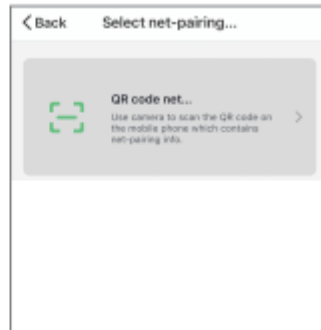 Back Select net-pairing...
QR code net...
Use camera to scan the QR code on
the mobile phone which contains
net-pairing info.